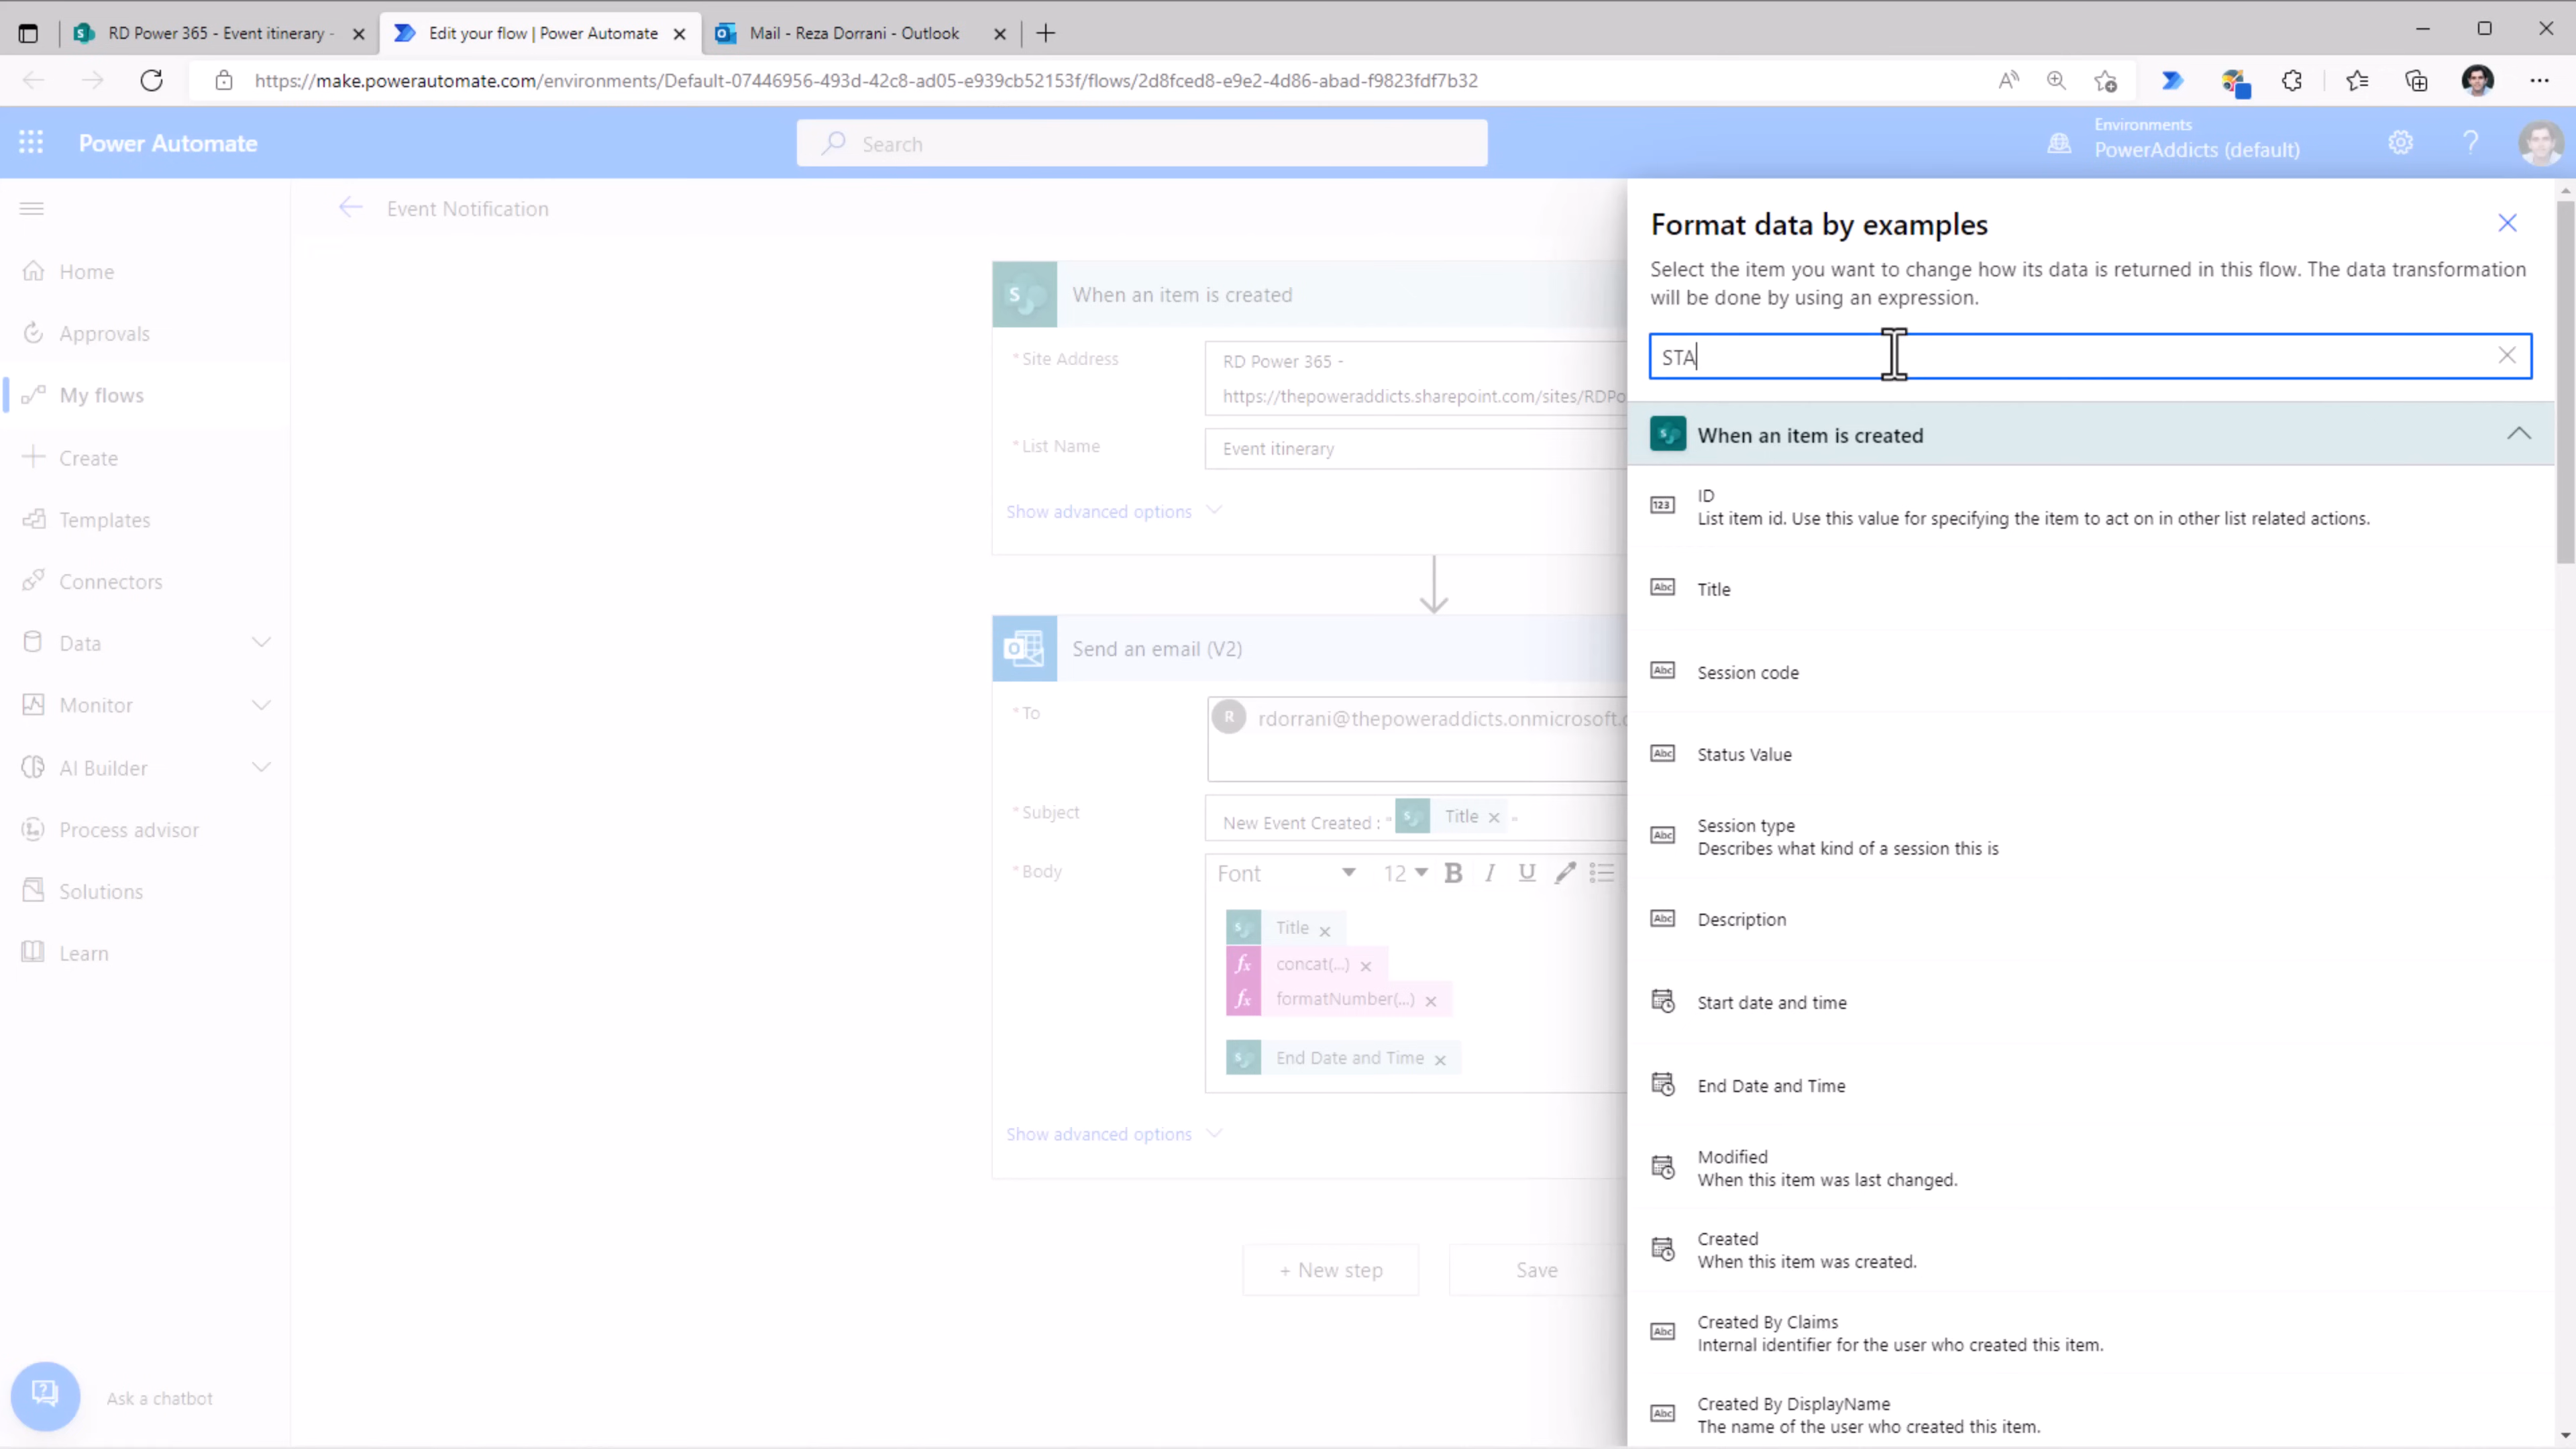 RD Power 365 - Event itinerary -
Edit your flow | Power Automate
Mail - Reza Dorrani - Outlook
https://make.powerautomate.com/environments/Default-07446956-493d-42c8-ad05-e939cb52153f/flows/2d8fced8-e9e2-4d86-abad-f9823fdf7b32
Power Automate
Search
Environments
PowerAddicts (default)
Event Notification
Home
Approvals
My flows
Create
Templates
Connectors
Data
Monitor
AI Builder
Process advisor
Solutions
Learn
Ask a chatbot
When an item is created
* Site Address
RD Power 365 -
https://thepoweraddicts.sharepoint.com/sites/RDPo
* List Name
Event itinerary
Show advanced options
Send an email (V2)
* To
R rdorrani@thepoweraddicts.onmicrosoft.
* Subject
New Event Created : " Title "
* Body
Font 12 B I U
Title
fx concat(...)
fx formatNumber(...)
End Date and Time
Show advanced options
+ New step
Save
Format data by examples
Select the item you want to change how its data is returned in this flow. The data transformation
will be done by using an expression.
STA
When an item is created
123 ID
List item id. Use this value for specifying the item to act on in other list related actions.
Abc Title
Abc Session code
Abc Status Value
Abc Session type
Describes what kind of a session this is
Abc Description
Start date and time
End Date and Time
Modified
When this item was last changed.
Created
When this item was created.
Abc Created By Claims
Internal identifier for the user who created this item.
Abc Created By DisplayName
The name of the user who created this item.